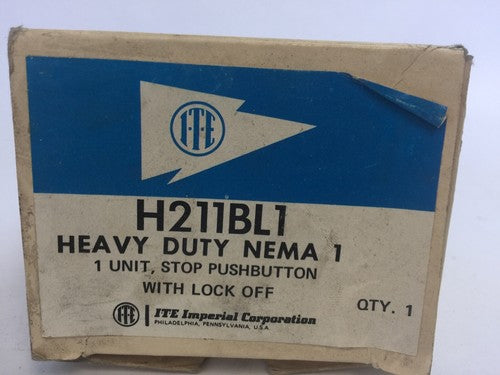 I·T·E
H211BL1
HEAVY DUTY NEMA 1
1 UNIT, STOP PUSHBUTTON
WITH LOCK OFF
QTY. 1
ITE ITE Imperial Corporation
PHILADELPHIA, PENNSYLVANIA, U.S.A.